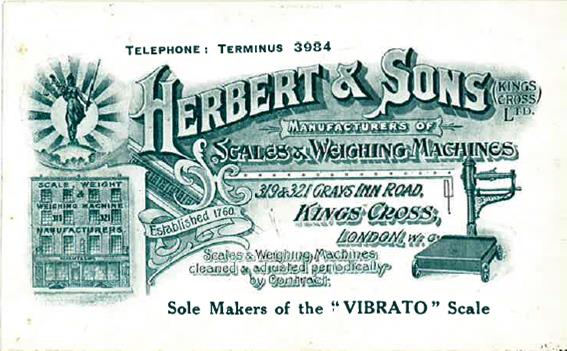 TELEPHONE: TERMINUS 3984
HERBERT & SONS
KINGS
CROSS
LTD.
MANUFACTURERS OF
SCALES & WEIGHING MACHINES
319 & 321 GRAYS INN ROAD,
KINGS CROSS,
LONDON, W.C.
Established 1760.
SCALE, WEIGHT
&
WEIGHING MACHINE
319 321
MANUFACTURERS
Scales & Weighing Machines
cleaned & adjusted periodically
by Contract.
Sole Makers of the "VIBRATO" Scale